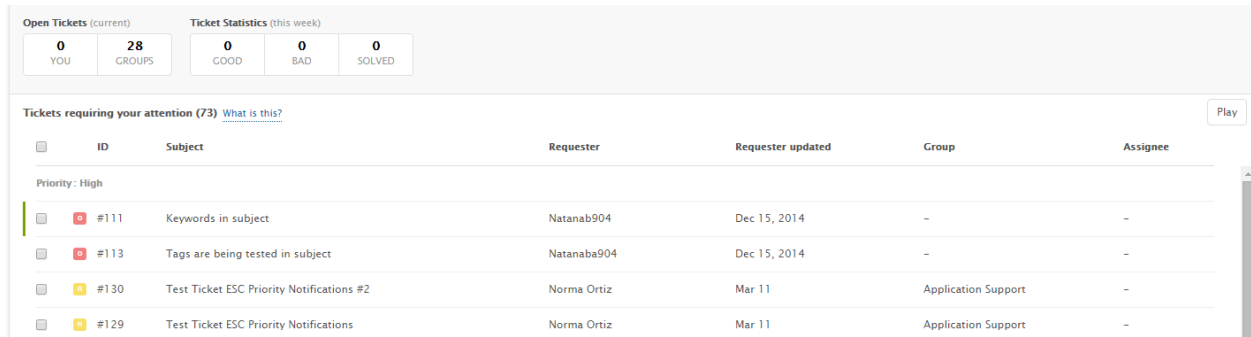 Open Tickets (current) Ticket Statistics (this week)
0 28 0 0 0
YOU GROUPS GOOD BAD SOLVED
Tickets requiring your attention (73) What is this? Play
ID Subject Requester Requester updated Group Assignee
Priority : High
o #111 Keywords in subject Natanab904 Dec 15, 2014 – –
o #113 Tags are being tested in subject Natanaba904 Dec 15, 2014 – –
n #130 Test Ticket ESC Priority Notifications #2 Norma Ortiz Mar 11 Application Support –
n #129 Test Ticket ESC Priority Notifications Norma Ortiz Mar 11 Application Support –